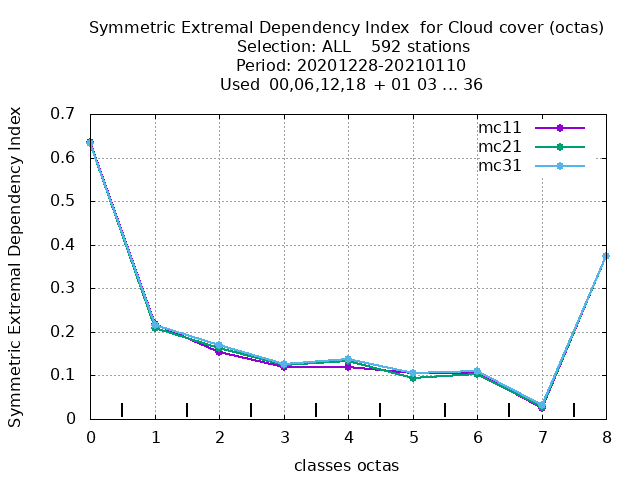 Symmetric Extremal Dependency Index  for Cloud cover (octas)
Selection: ALL    592 stations
Period: 20201228-20210110
Used  00,06,12,18  + 01 03 ... 36
Symmetric Extremal Dependency Index
0.7
0.6
0.5
0.4
0.3
0.2
0.1
0
mc11
mc21
mc31
0 1 2 3 4 5 6 7 8
classes octas